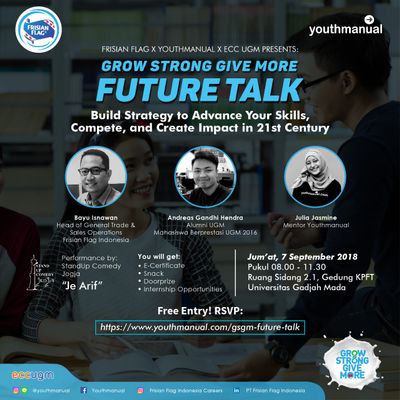 FRISIAN FLAG
youthmanual
FRISIAN FLAG X YOUTHMANUAL X ECC UGM PRESENTS:
GROW STRONG GIVE MORE
FUTURE TALK
Build Strategy to Advance Your Skills,
Compete, and Create Impact in 21st Century
Bayu Isnawan
Head of General Trade &
Sales Operations
Frisian Flag Indonesia
Andreas Gandhi Hendra
Alumni UGM
Mahasiswa Berprestasi UGM 2016
Julia Jasmine
Mentor Youthmanual
STAND UP COMEDY
Performance by:
StandUp Comedy
Jogja
"Je Arif"
You will get:
• E-Certificate
• Snack
• Doorprize
• Internship Opportunities
Jum'at, 7 September 2018
Pukul 08.00 - 11.30
Ruang Sidang 2.1, Gedung KPFT
Universitas Gadjah Mada
Free Entry! RSVP:
https://www.youthmanual.com/gsgm-future-talk
eccugm
GROW
STRONG
GIVE
MORE
@youthmanual
Youthmanual
Frisian Flag Indonesia Careers
PT Frisian Flag Indonesia